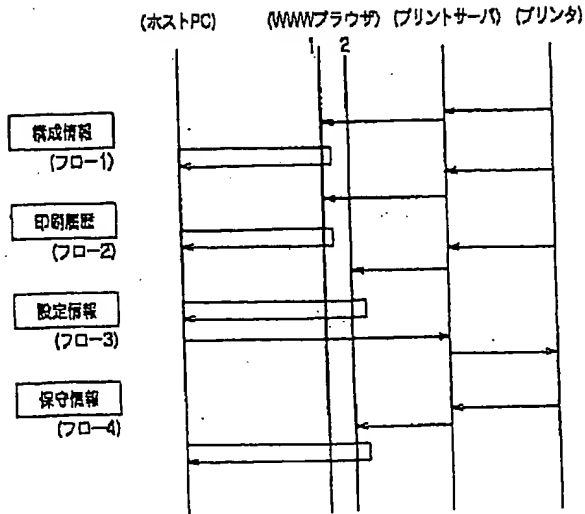 (ホストPC) (WWWブラウザ) (プリントサーバ) (プリンタ)
1 2
構成情報
(フロー1)
印刷履歴
(フロー2)
設定情報
(フロー3)
保守情報
(フロー4)